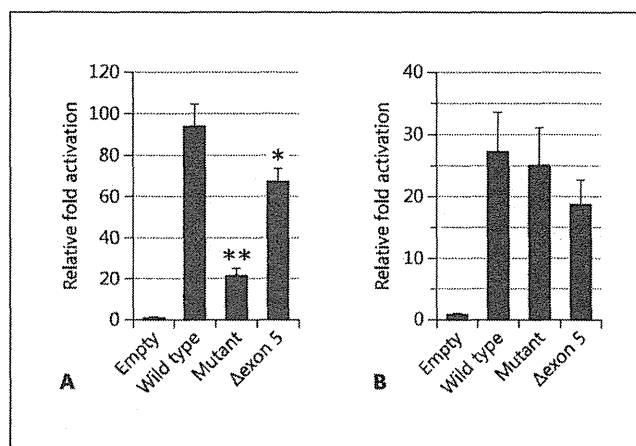 Relative fold activation
120
100
80
60
40
20
0
**
*
Empty
Wild type
Mutant
Δexon 5
A
Relative fold activation
40
30
20
10
0
Empty
Wild type
Mutant
Δexon 5
B